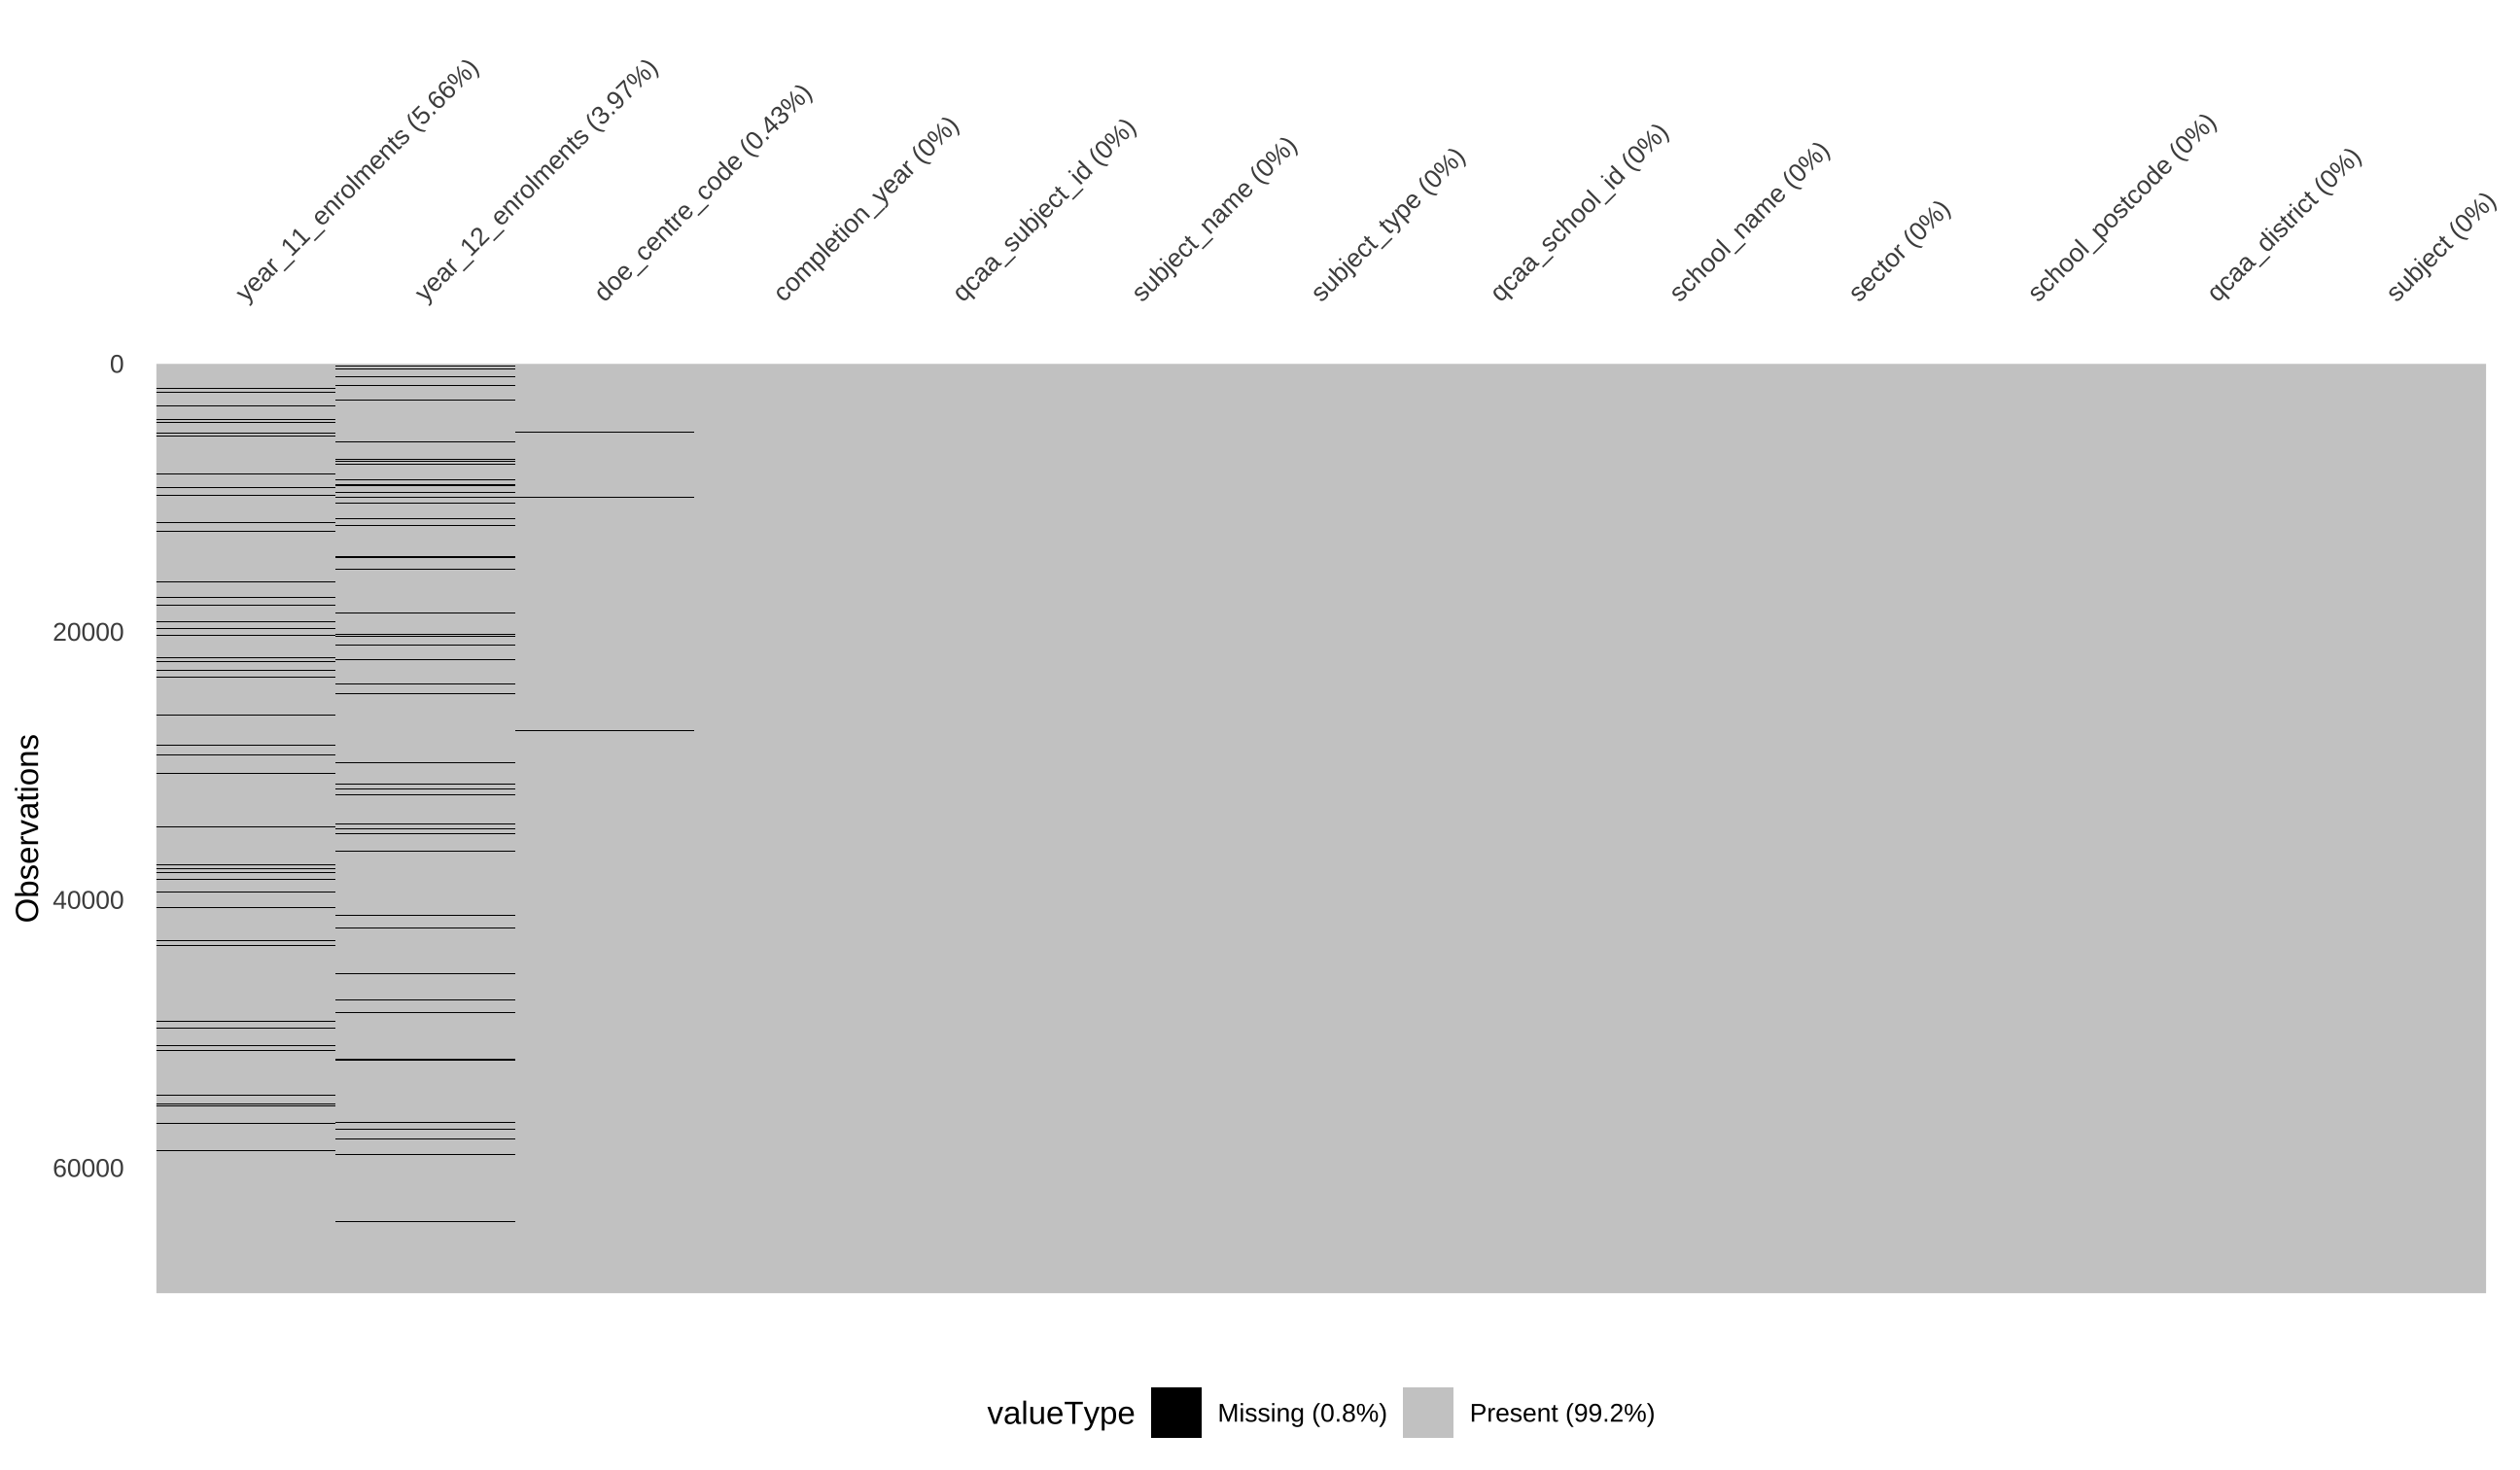 year_11_enrolments (5.66%)
year_12_enrolments (3.97%)
doe_centre_code (0.43%)
completion_year (0%)
qcaa_subject_id (0%)
subject_name (0%)
subject_type (0%)
qcaa_school_id (0%)
school_name (0%)
sector (0%)
school_postcode (0%)
qcaa_district (0%)
subject (0%)
0
20000
40000
60000
Observations
valueType
Missing (0.8%)
Present (99.2%)